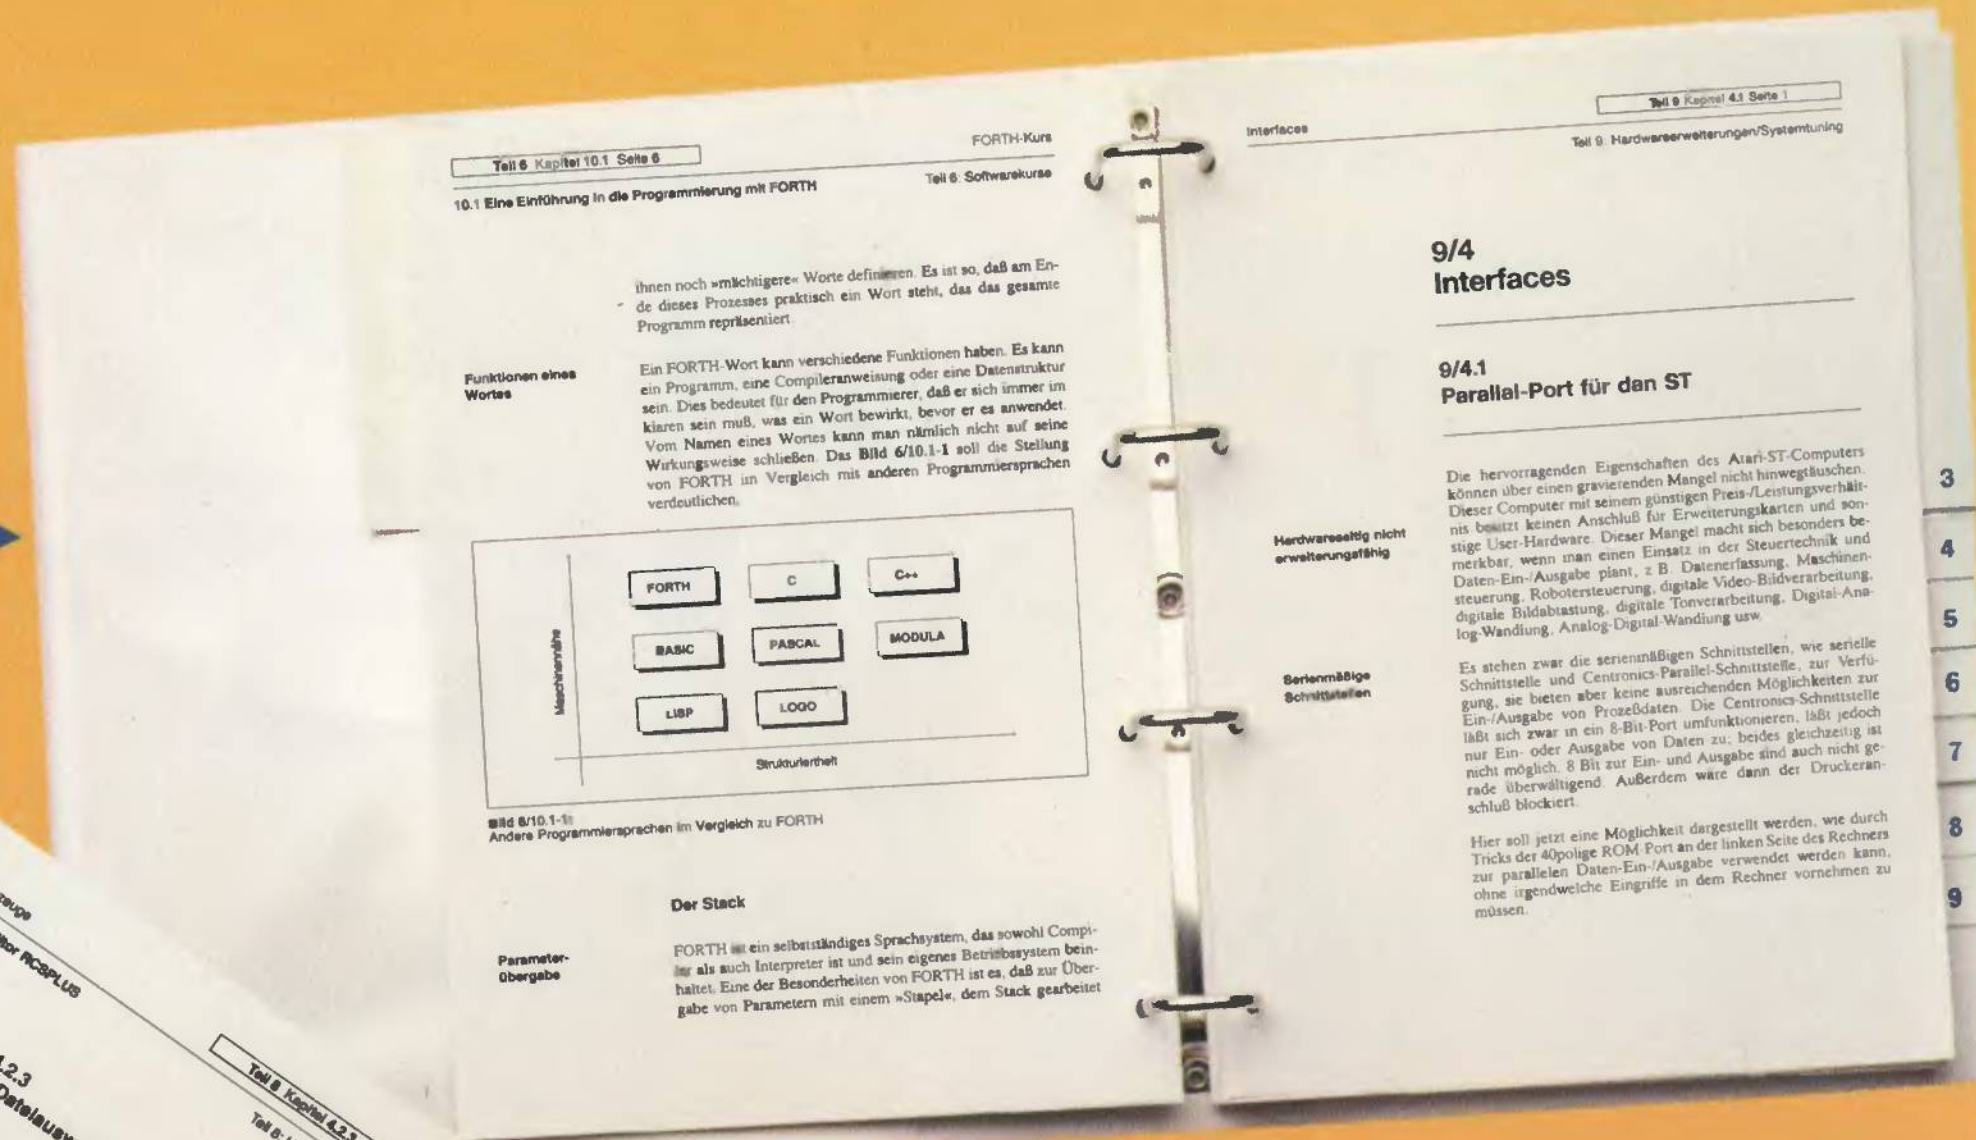 Teil 6 Kapitel 10.1 Seite 6
FORTH-Kurs
10.1 Eine Einführung in die Programmierung mit FORTH
Teil 6: Softwarekurse
ihnen noch »mächtigere« Worte definieren. Es ist so, daß am En-
de dieses Prozesses praktisch ein Wort steht, das das gesamte
Programm repräsentiert.
Funktionen eines
Wortes
Ein FORTH-Wort kann verschiedene Funktionen haben. Es kann
ein Programm, eine Compileranweisung oder eine Datenstruktur
sein. Dies bedeutet für den Programmierer, daß er sich immer im
klaren sein muß, was ein Wort bewirkt, bevor er es anwendet.
Vom Namen eines Wortes kann man nämlich nicht auf seine
Wirkungsweise schließen. Das Bild 6/10.1-1 soll die Stellung
von FORTH im Vergleich mis anderen Programmiersprachen
verdeutlichen.
Maschinennähe
FORTH
C
C++
BASIC
PASCAL
MODULA
LISP
LOGO
Strukturiertheit
Bild 6/10.1-1:
Andere Programmiersprachen im Vergleich zu FORTH
Der Stack
Parameter-
übergabe
FORTH ist ein selbstständiges Sprachsystem, das sowohl Compi-
ler als auch Interpreter ist und sein eigenes Betriebssystem bein-
haltet. Eine der Besonderheiten von FORTH ist es, daß zur Über-
gabe von Parametern mit einem »Stapel«, dem Stack gearbeitet
Interfaces
Teil 9 Kapitel 4.1 Seite 1
Teil 9: Hardwareerweiterungen/Systemtuning
9/4
Interfaces
9/4.1
Parallal-Port für dan ST
Die hervorragenden Eigenschaften des Atari-ST-Computers
können über einen gravierenden Mangel nicht hinwegtäuschen.
Dieser Computer mit seinem günstigen Preis-/Leistungsverhält-
nis besitzt keinen Anschluß für Erweiterungskarten und son-
stige User-Hardware. Dieser Mangel macht sich besonders be-
merkbar, wenn man einen Einsatz in der Steuertechnik und
Daten-Ein-/Ausgabe plant, z B. Datenerfassung, Maschinen-
steuerung, Robotersteuerung, digitale Video-Bildverarbeitung,
digitale Bildabtastung, digitale Tonverarbeitung, Digital-Ana-
log-Wandlung, Analog-Digital-Wandlung usw.
Hardwareseitig nicht
erweiterungsfähig
Serienmäßige
Schnittstellen
Es stehen zwar die serienmäßigen Schnittstellen, wie serielle
Schnittstelle und Centronics-Parallel-Schnittstelle, zur Verfü-
gung, sie bieten aber keine ausreichenden Möglichkeiten zur
Ein-/Ausgabe von Prozeßdaten. Die Centronics-Schnittstelle
läßt sich zwar in ein 8-Bit-Port umfunktionieren, läßt jedoch
nur Ein- oder Ausgabe von Daten zu; beides gleichzeitig ist
nicht möglich. 8 Bit zur Ein- und Ausgabe sind auch nicht ge-
rade überwältigend. Außerdem wäre dann der Druckeran-
schluß blockiert.
Hier soll jetzt eine Möglichkeit dargestellt werden, wie durch
Tricks der 40polige ROM-Port an der linken Seite des Rechners
zur parallelen Daten-Ein-/Ausgabe verwendet werden kann,
ohne irgendwelche Eingriffe in dem Rechner vornehmen zu
müssen.
3
4
5
6
7
8
9
RCSPLUS
Teil 8 Kapitel 4.2.3
Teil 8: